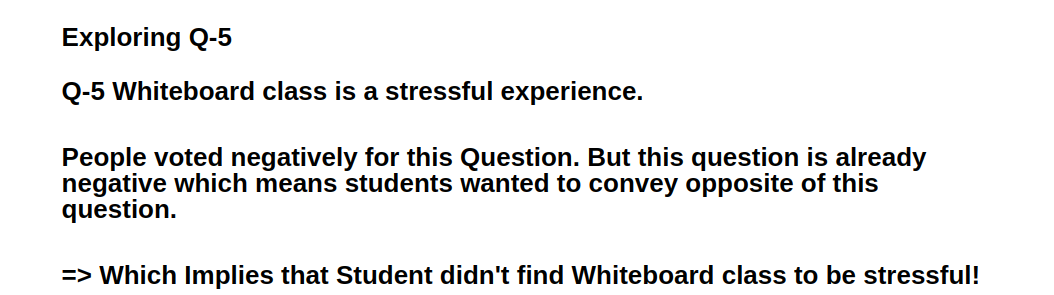 Exploring Q-5
Q-5 Whiteboard class is a stressful experience.
People voted negatively for this Question. But this question is already
negative which means students wanted to convey opposite of this
question.
=> Which Implies that Student didn't find Whiteboard class to be stressful!